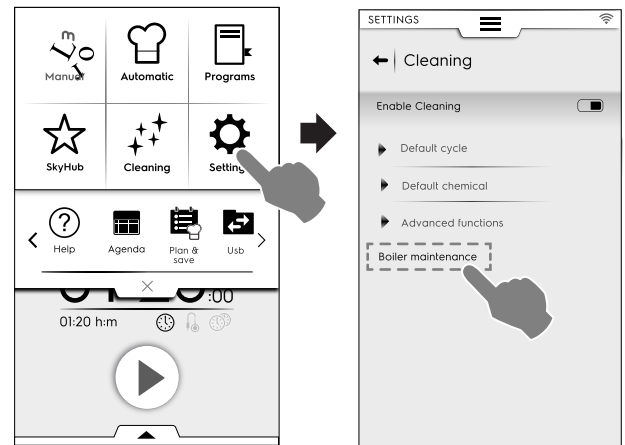 Manual
Automatic
Programs
SkyHub
Cleaning
Help
Agenda
Plan &
save
Usb
:00
01:20 h:m
SETTINGS
Cleaning
Enable Cleaning
Default cycle
Default chemical
Advanced functions
Boiler maintenance